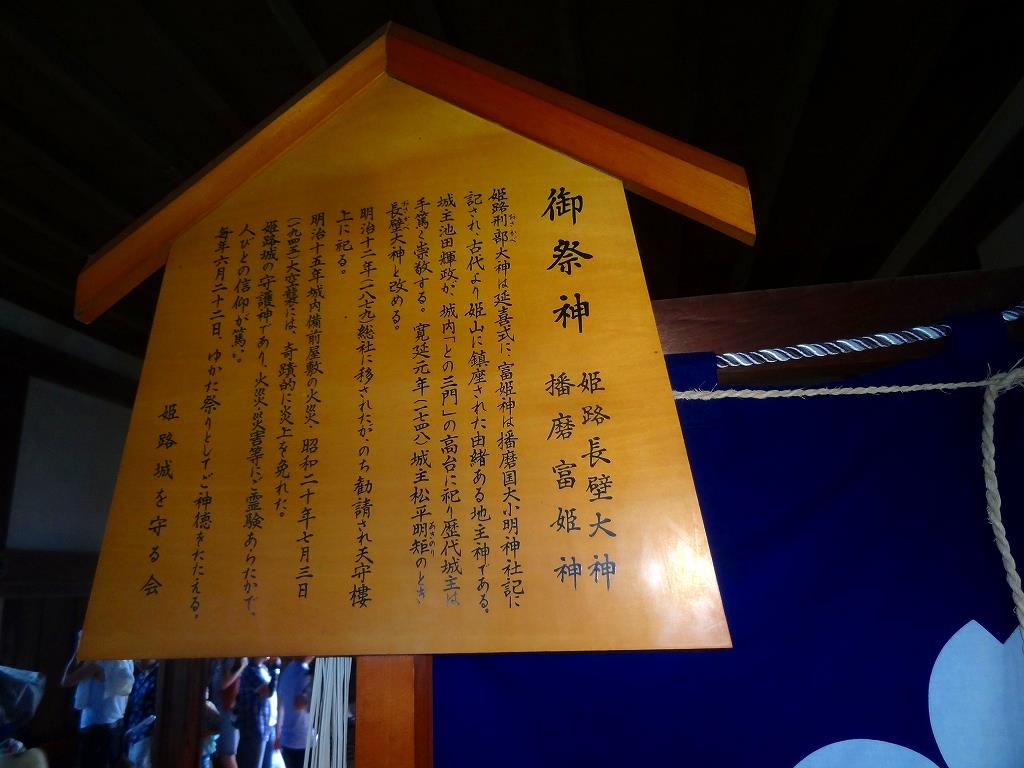 御祭神
姫路長壁大神
播磨富姫神
姫路刑部大神は延喜式に、富姫神は播磨国大小明神社記に
おさかべ
記され、古代より姫山に鎮座された由緒ある地主神である。
城主池田輝政が、城内「との三門」の高台に祀り歴代城主は
手篤く崇敬する。寛延元年(一七四八)城主松平明矩のとき
あきのり
長壁大神と改める。
おさかべ
明治十二年(一八七九)総社に移されたが、のち勧請され天守樓
上に祀る。
明治十五年城内備前屋敷の火災・昭和二十年七月三日
(一九四五)大空襲には、奇蹟的に炎上を免れた。
姫路城の守護神であり、火災、災害等にご霊験あらたかで、
人びとの信仰が篤い。
毎年六月二十二日、ゆかた祭りとしてご神徳をたたえる。
姫路城を守る会